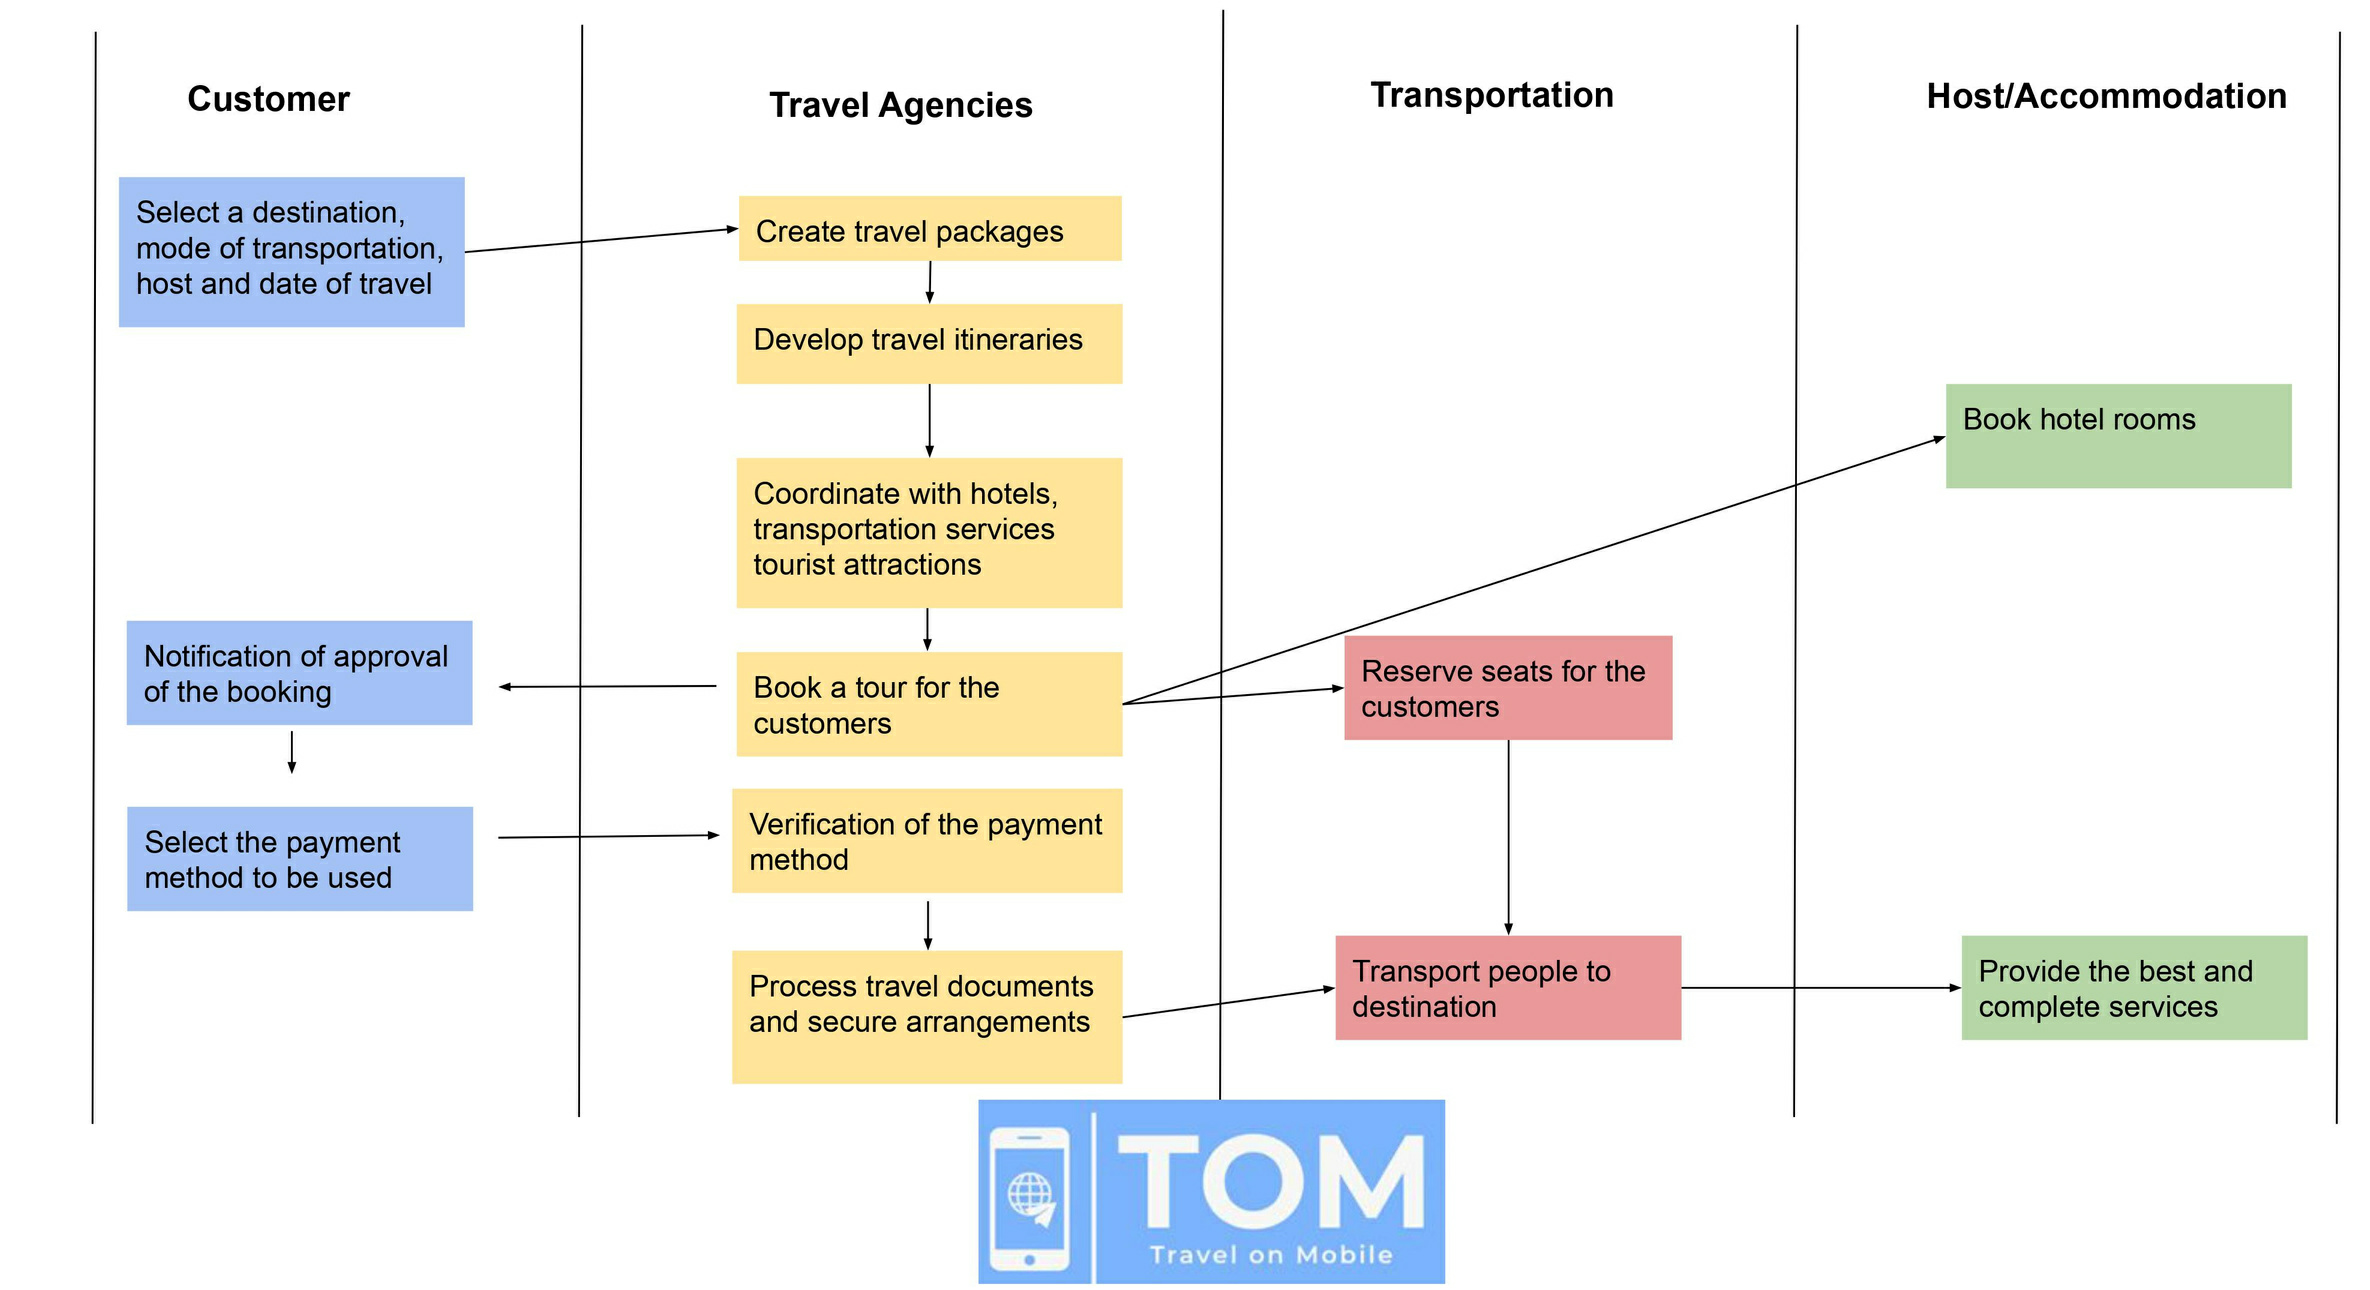 Customer
Travel Agencies
Transportation
Host/Accommodation
Select a destination,
mode of transportation,
host and date of travel
Create travel packages
Develop travel itineraries
Book hotel rooms
Coordinate with hotels,
transportation services
tourist attractions
Notification of approval
of the booking
Book a tour for the
customers
Reserve seats for the
customers
Select the payment
method to be used
Verification of the payment
method
Process travel documents
and secure arrangements
Transport people to
destination
Provide the best and
complete services
TOM
Travel on Mobile